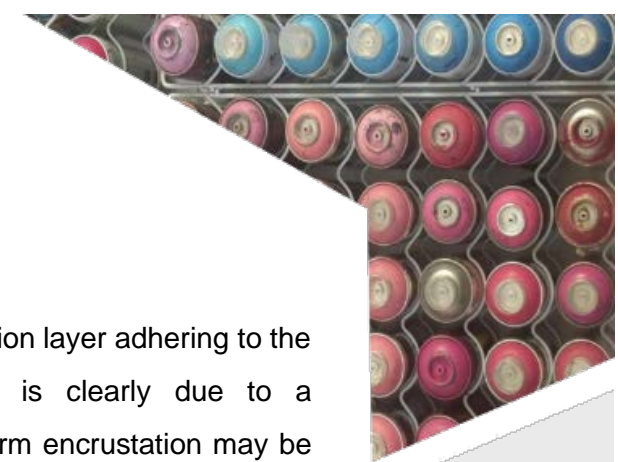 ion layer adhering to the
is clearly due to a
rm encrustation may be